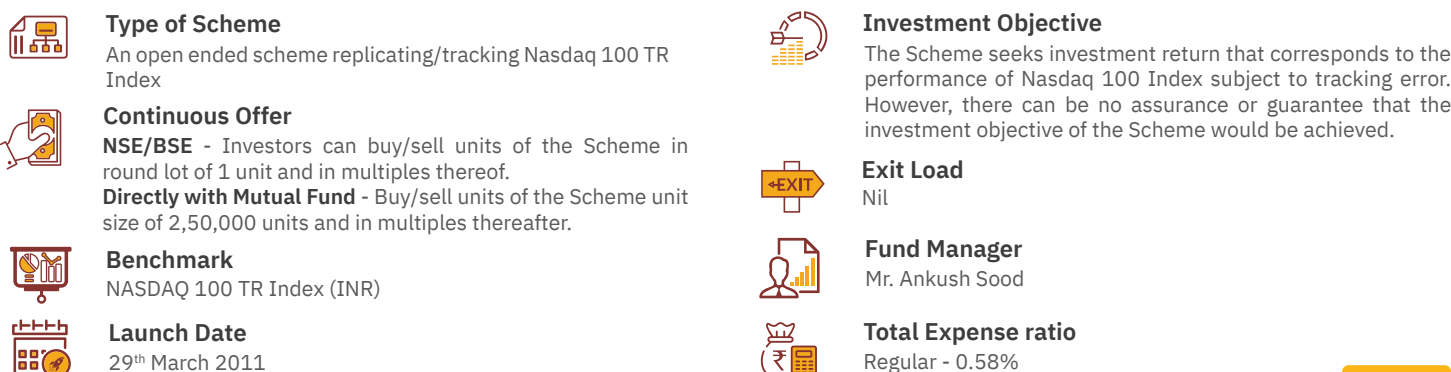 Type of Scheme
An open ended scheme replicating/tracking Nasdaq 100 TR
Index
Continuous Offer
NSE/BSE - Investors can buy/sell units of the Scheme in
round lot of 1 unit and in multiples thereof.
Directly with Mutual Fund - Buy/sell units of the Scheme unit
size of 2,50,000 units and in multiples thereafter.
Benchmark
NASDAQ 100 TR Index (INR)
Launch Date
29th March 2011
Investment Objective
The Scheme seeks investment return that corresponds to the
performance of Nasdaq 100 Index subject to tracking error.
However, there can be no assurance or guarantee that the
investment objective of the Scheme would be achieved.
EXIT
Exit Load
Nil
Fund Manager
Mr. Ankush Sood
₹
Total Expense ratio
Regular - 0.58%